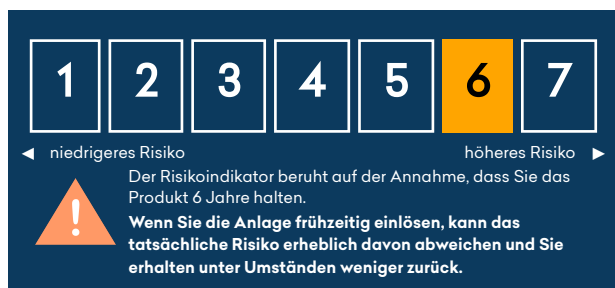 1 2 3 4 5 6 7
◄ niedrigeres Risiko höheres Risiko ►
Der Risikoindikator beruht auf der Annahme, dass Sie das
Produkt 6 Jahre halten.
!
Wenn Sie die Anlage frühzeitig einlösen, kann das
tatsächliche Risiko erheblich davon abweichen und Sie
erhalten unter Umständen weniger zurück.